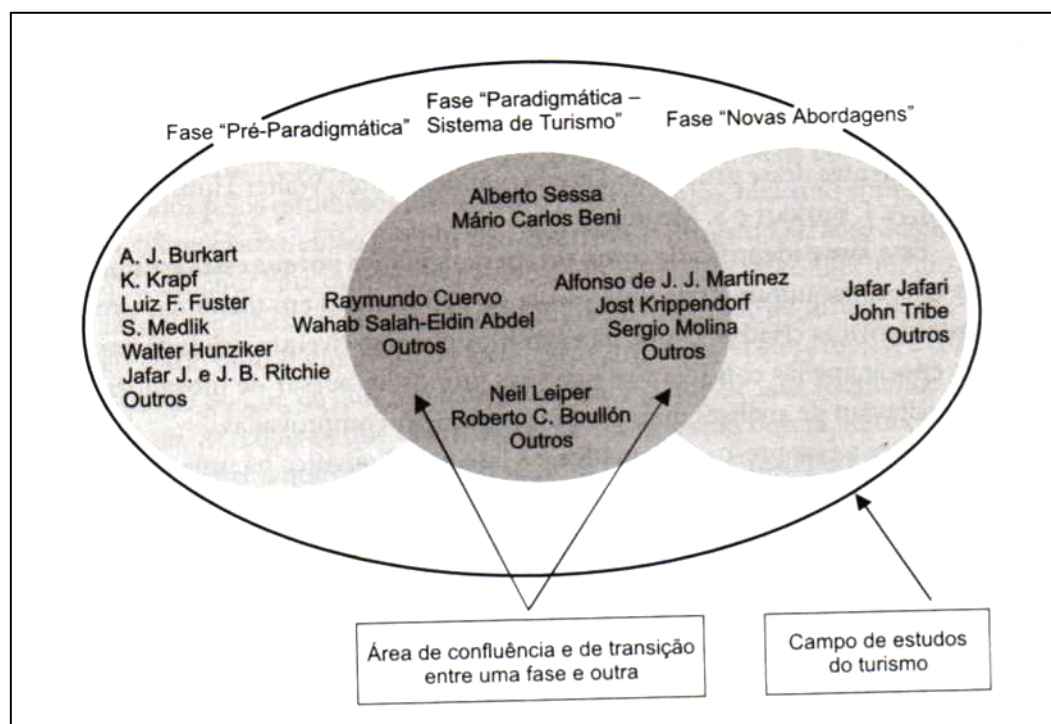 Fase “Pré-Paradigmática”
Fase “Paradigmática –
Sistema de Turismo”
Fase “Novas Abordagens”
A. J. Burkart
K. Krapf
Luiz F. Fuster
S. Medlik
Walter Hunziker
Jafar J. e J. B. Ritchie
Outros
Raymundo Cuervo
Wahab Salah-Eldin Abdel
Outros
Alberto Sessa
Mário Carlos Beni
Neil Leiper
Roberto C. Boullón
Outros
Alfonso de J. J. Martínez
Jost Krippendorf
Sergio Molina
Outros
Jafar Jafari
John Tribe
Outros
Área de confluência e de transição
entre uma fase e outra
Campo de estudos
do turismo